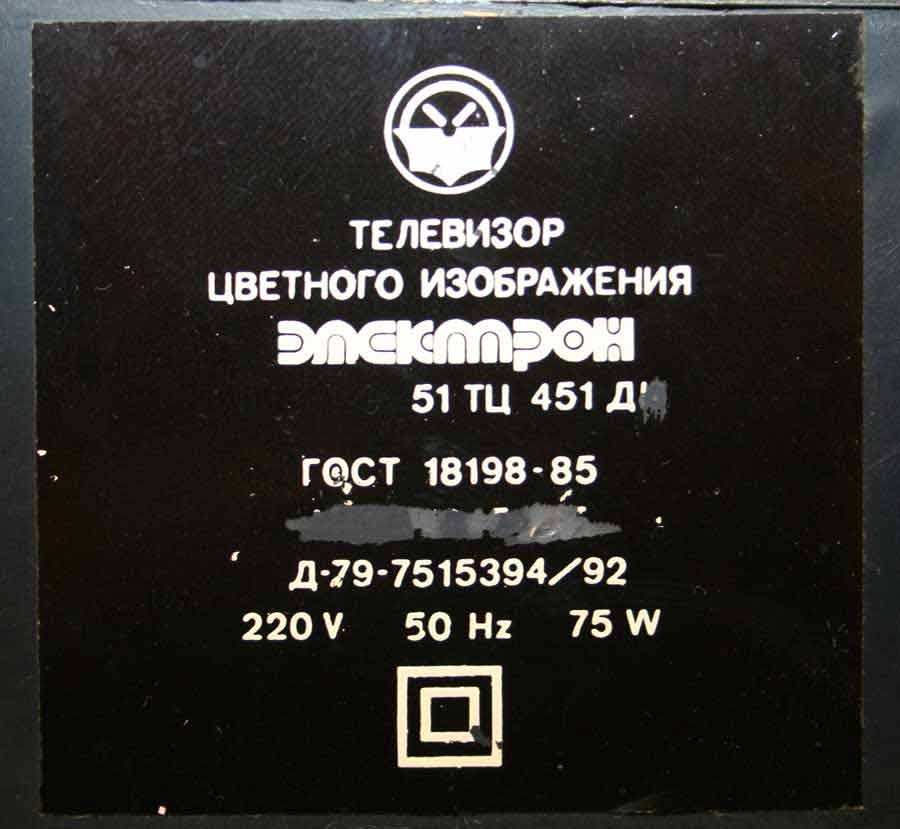 ТЕЛЕВИЗОР
ЦВЕТНОГО ИЗОБРАЖЕНИЯ
ЭЛЕКТРОН
51 ТЦ 451 Д
ГОСТ 18198-85
Д-79-7515394/92
220 V 50 Hz 75 W